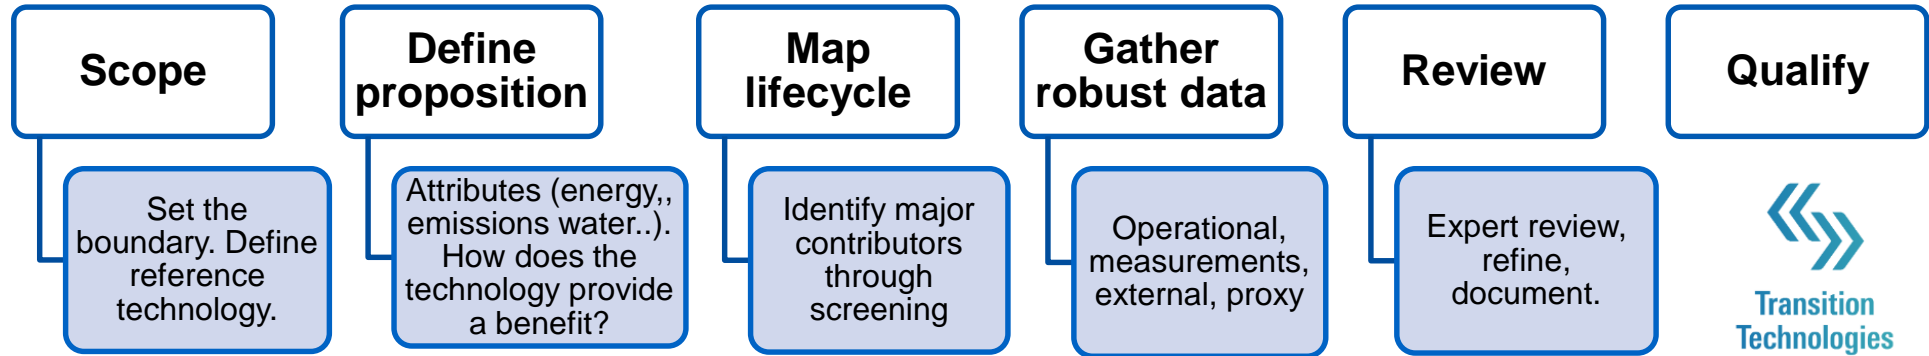 Scope
Set the
boundary. Define
reference
technology.
Define
proposition
Attributes (energy,,
emissions water..).
How does the
technology provide
a benefit?
Map
lifecycle
Identify major
contributors
through
screening
Gather
robust data
Operational,
measurements,
external, proxy
Review
Expert review,
refine,
document.
Qualify
Transition
Technologies